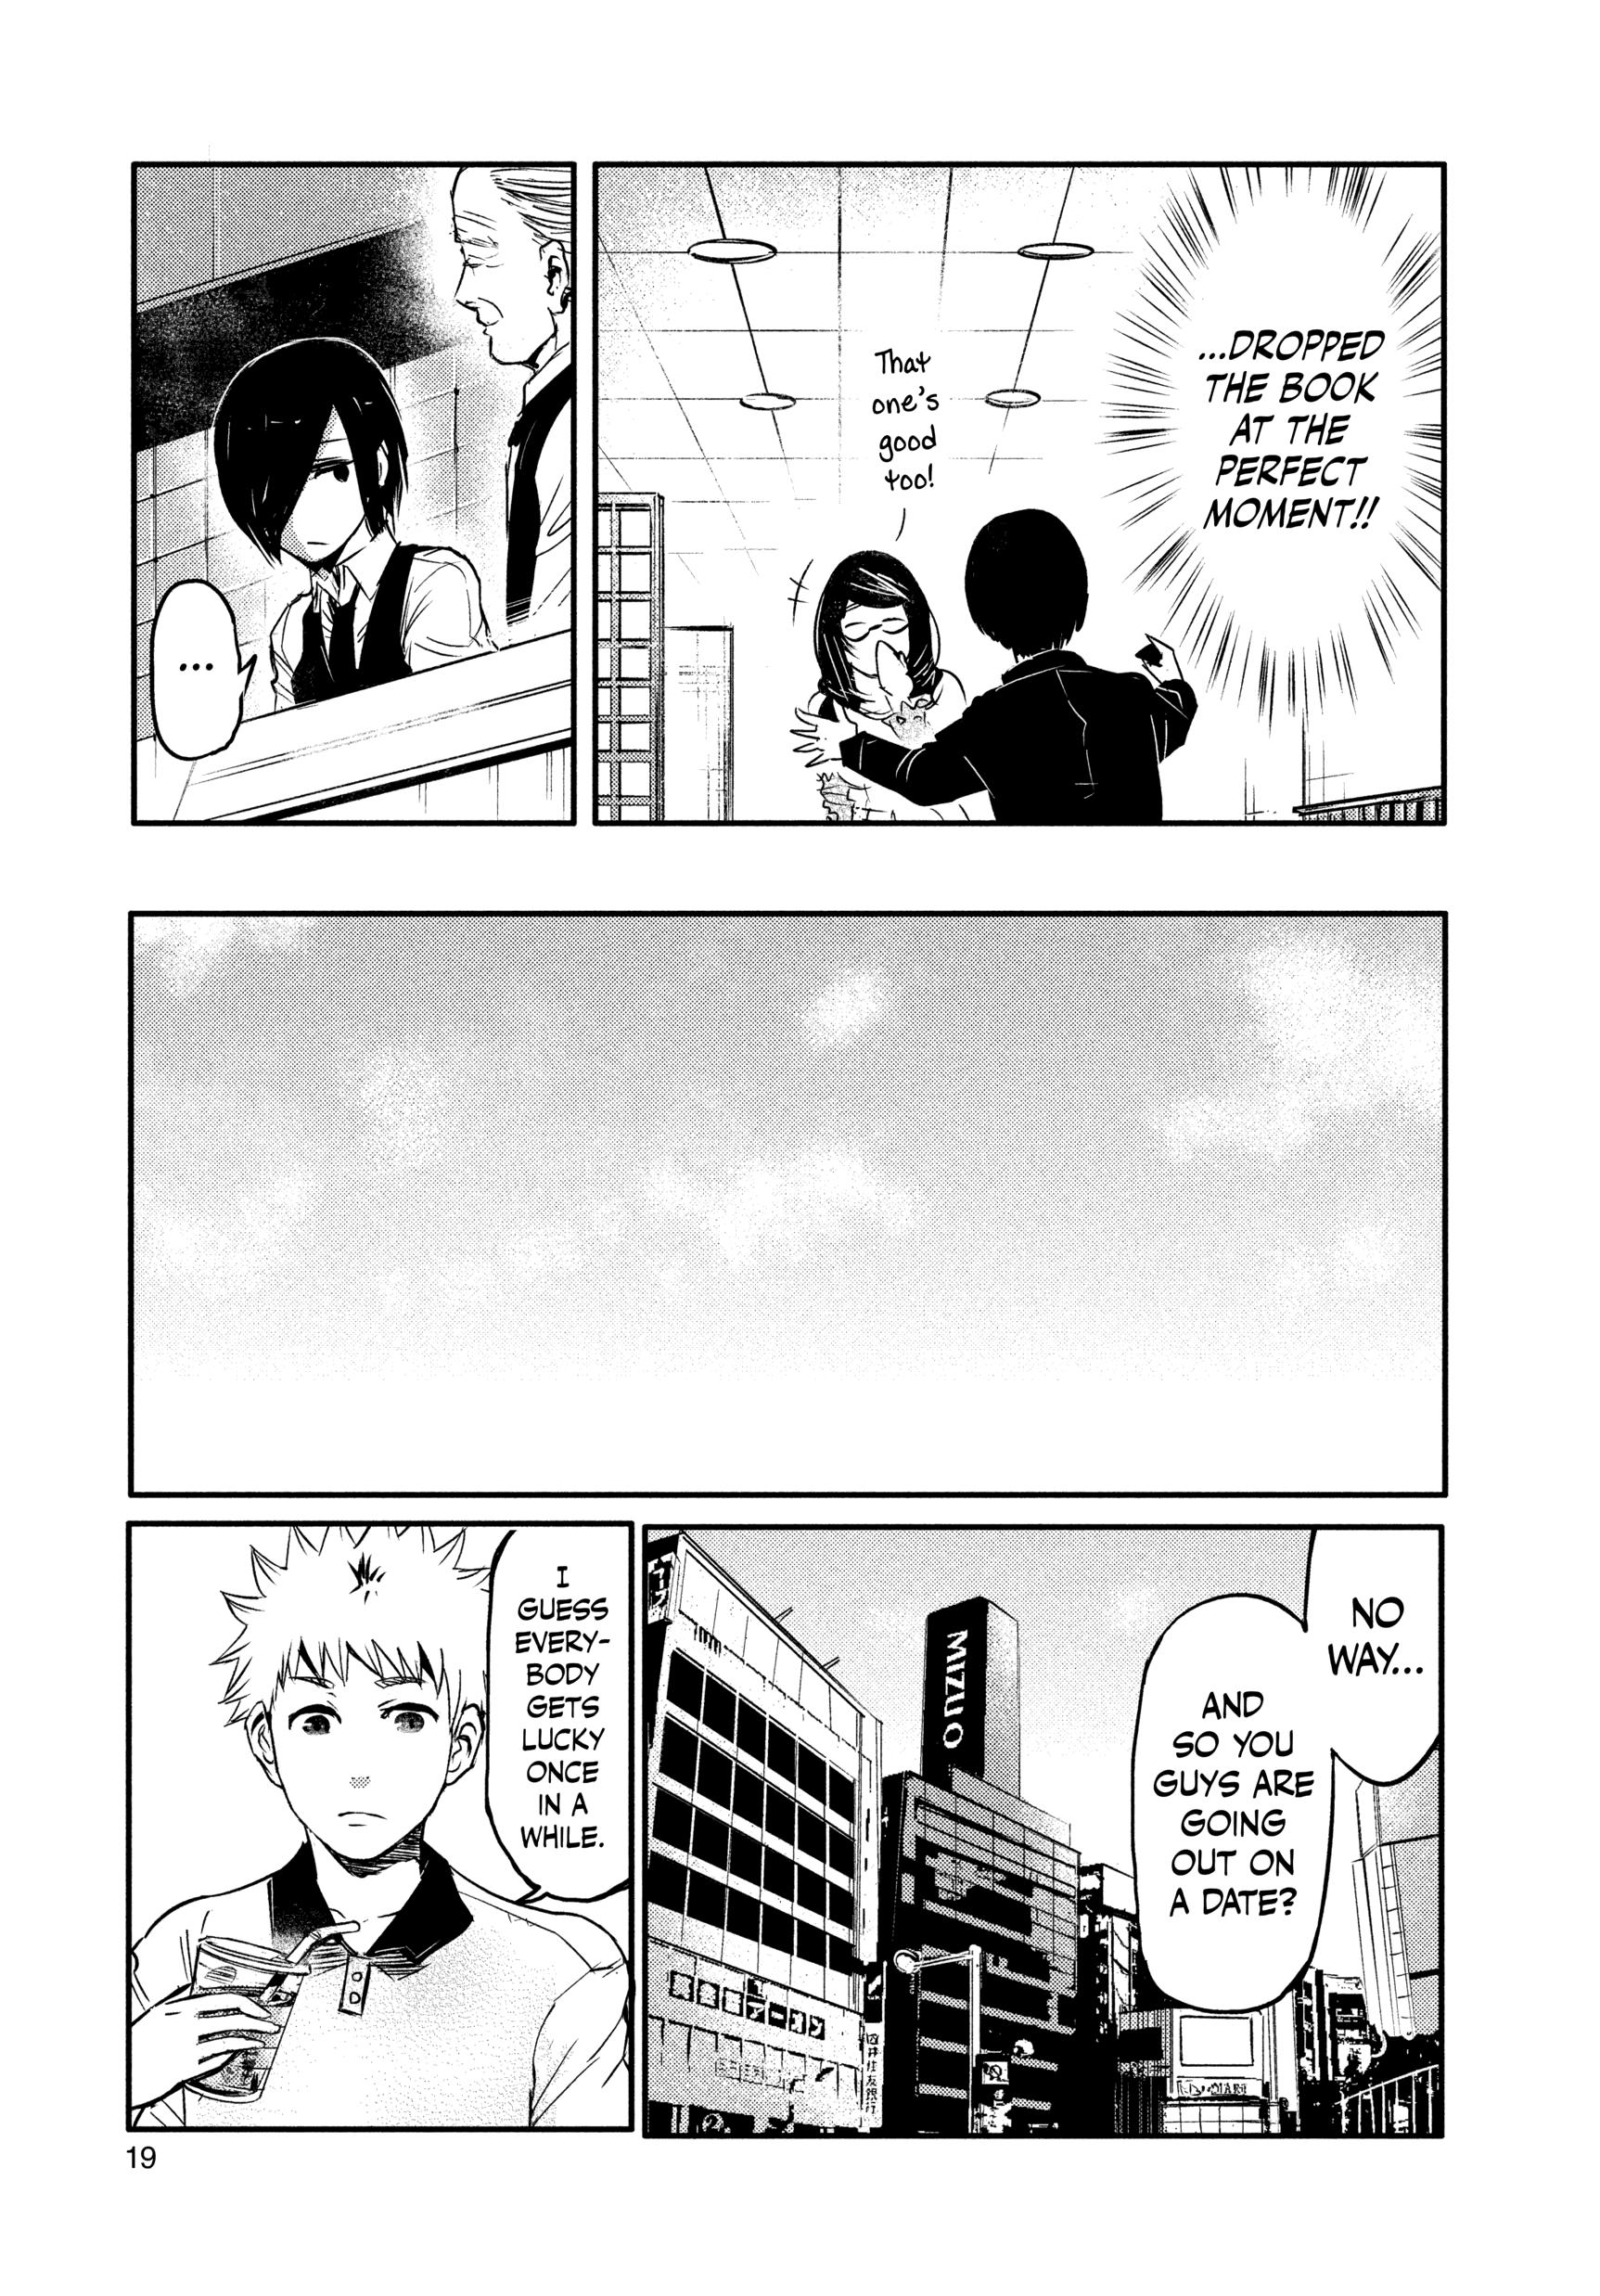 ...DROPPED
THE BOOK
AT THE
PERFECT
MOMENT!!
That
one's
good
too!
...
NO
WAY...
AND
SO YOU
GUYS ARE
GOING
OUT ON
A DATE?
MIZUO
I
GUESS
EVERY-
BODY
GETS
LUCKY
ONCE
IN A
WHILE.
19